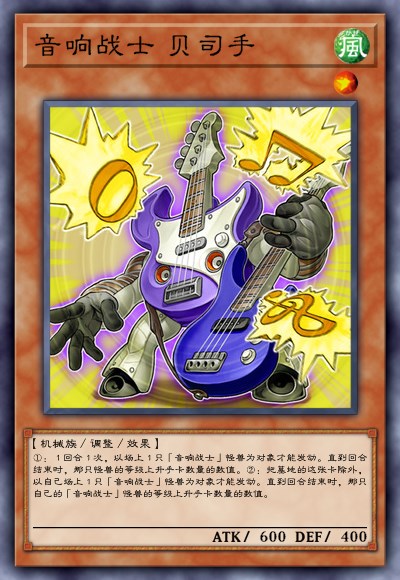 音响战士 贝司手
風
【机械族／调整／效果】
①：1回合1次，以场上1只「音响战士」怪兽为对象才能发动。直到回合
结束时，那只怪兽的等级上升手卡数量的数值。②：把墓地的这张卡除外，
以自己场上1只「音响战士」怪兽为对象才能发动。直到回合结束时，那只
自己的「音响战士」怪兽的等级上升手卡数量的数值。
ATK/ 600 DEF/ 400